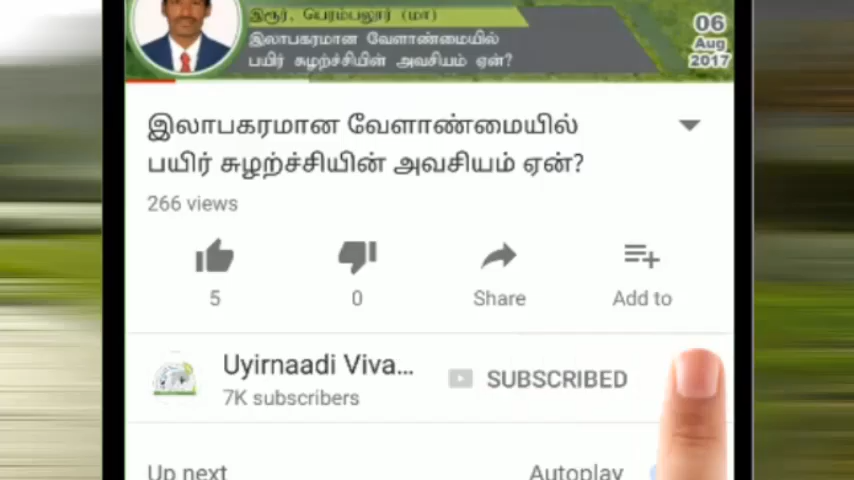 இரூர், பெரம்பலூர் (மா)
இலாபகரமான வேளாண்மையில்
பயிர் சுழற்ச்சியின் அவசியம் ஏன்?
06
Aug
2017
இலாபகரமான வேளாண்மையில்
பயிர் சுழற்ச்சியின் அவசியம் ஏன்?
266 views
5
0
Share
Add to
Uyirnaadi Viva...
SUBSCRIBED
7K subscribers
Up next
Autoplay